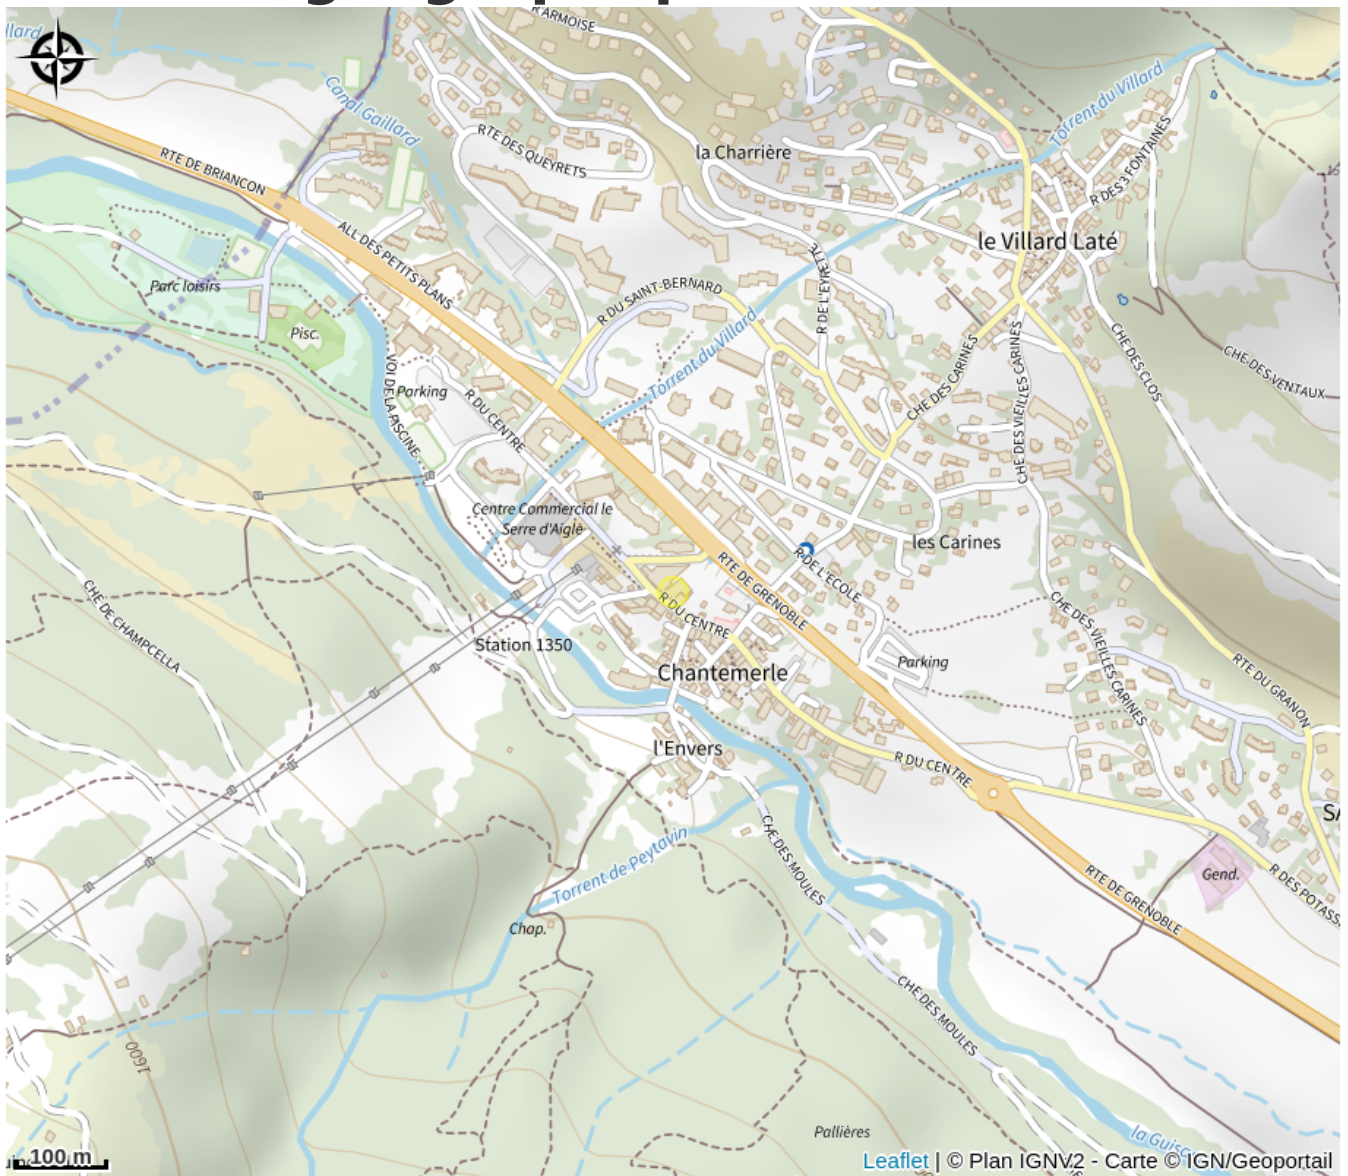 R ARMOISE
Canal Gaillard
Torrent du Villard
RTE DES QUEYRETS
la Charrière
RTE DE BRIANCON
R DES 3 FONTAINES
ALL DES PETITS PLANS
le Villard Laté
Parc loisirs
R DU SAINT-BERNARD
R DE L'EYRETTE
Pisc.
Torrent du Villard
CHE DES CARINES
CHE DES VIEILLES CARINES
CHE DES CLOS
CHE DES VENTAUX
VOI DE LA PISCINE
Parking
R DU CENTRE
Centre Commercial le
Serre d'Aigle
les Carines
R DE L'ECOLE
RTE DE GRENOBLE
CHE DE CHAMPCELLA
R DU CENTRE
CHE DES VIEILLES CARINES
Station 1350
Parking
Chantemerle
RTE DU GRANON
l'Envers
R DU CENTRE
CHE DES MOULES
Torrent de Peytavin
RTE DE GRENOBLE
Gend.
Chap.
CHE DES MOULES
1600
Pallières
100 m
Leaflet | © Plan IGNV2 - Carte © IGN/Geoportail